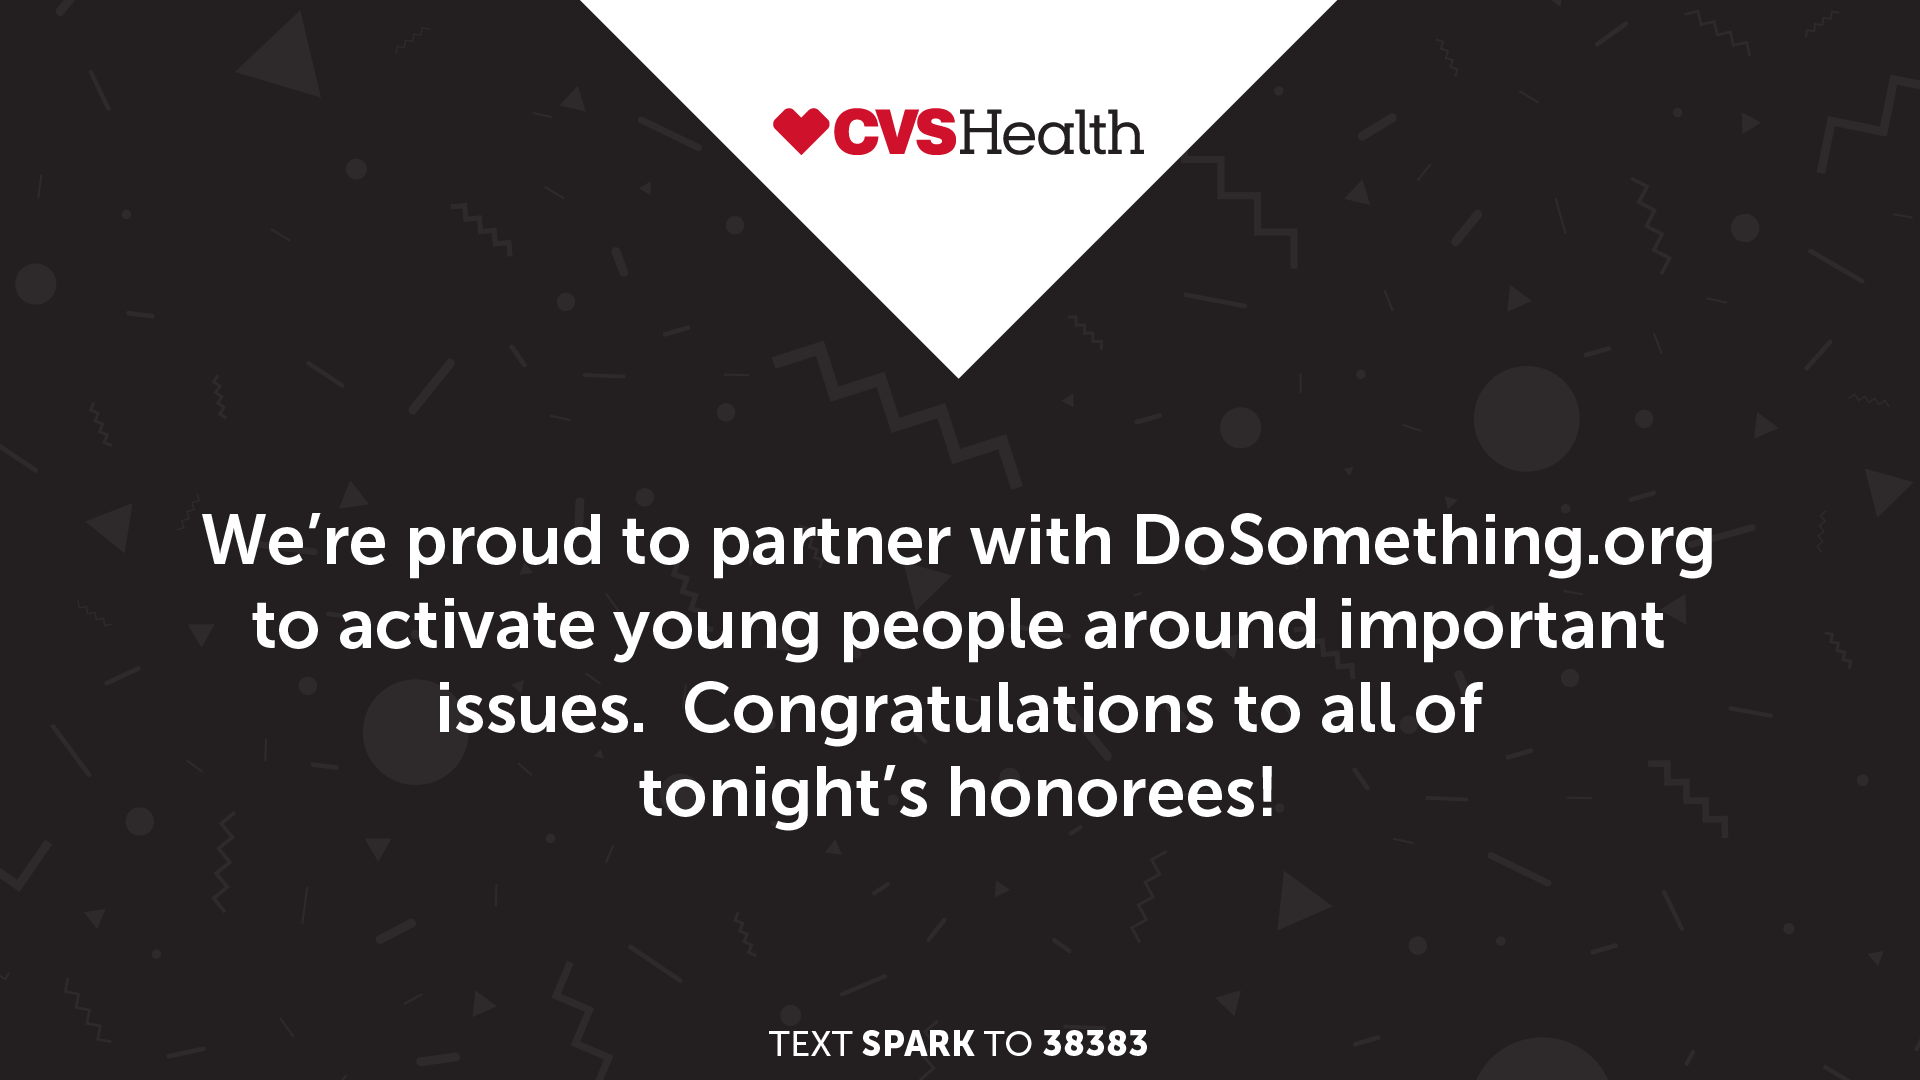 CVSHealth
We’re proud to partner with DoSomething.org
to activate young people around important
issues.  Congratulations to all of
tonight’s honorees!
TEXT SPARK TO 38383